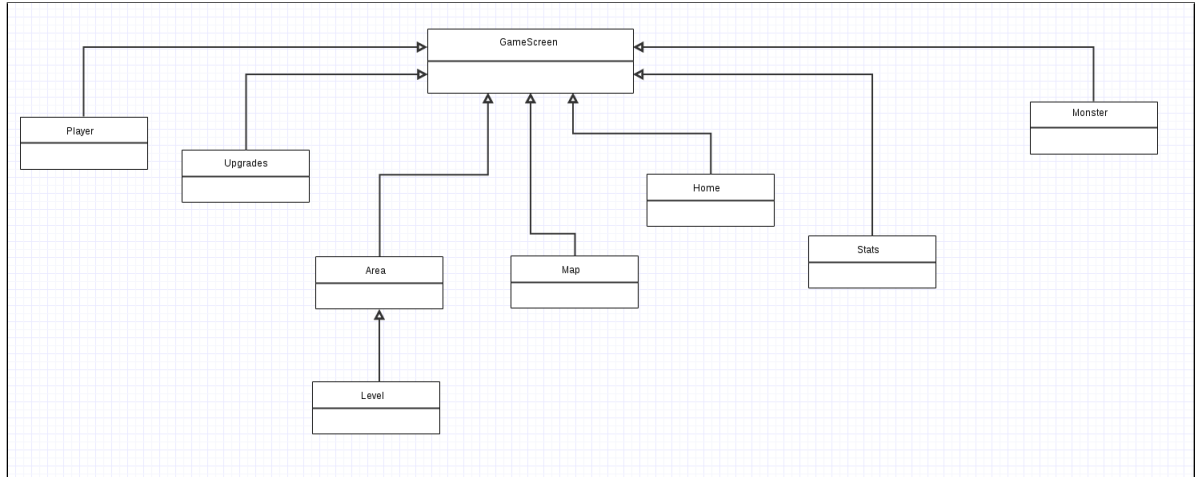 GameScreen
Player
Monster
Upgrades
Home
Stats
Area
Map
Level